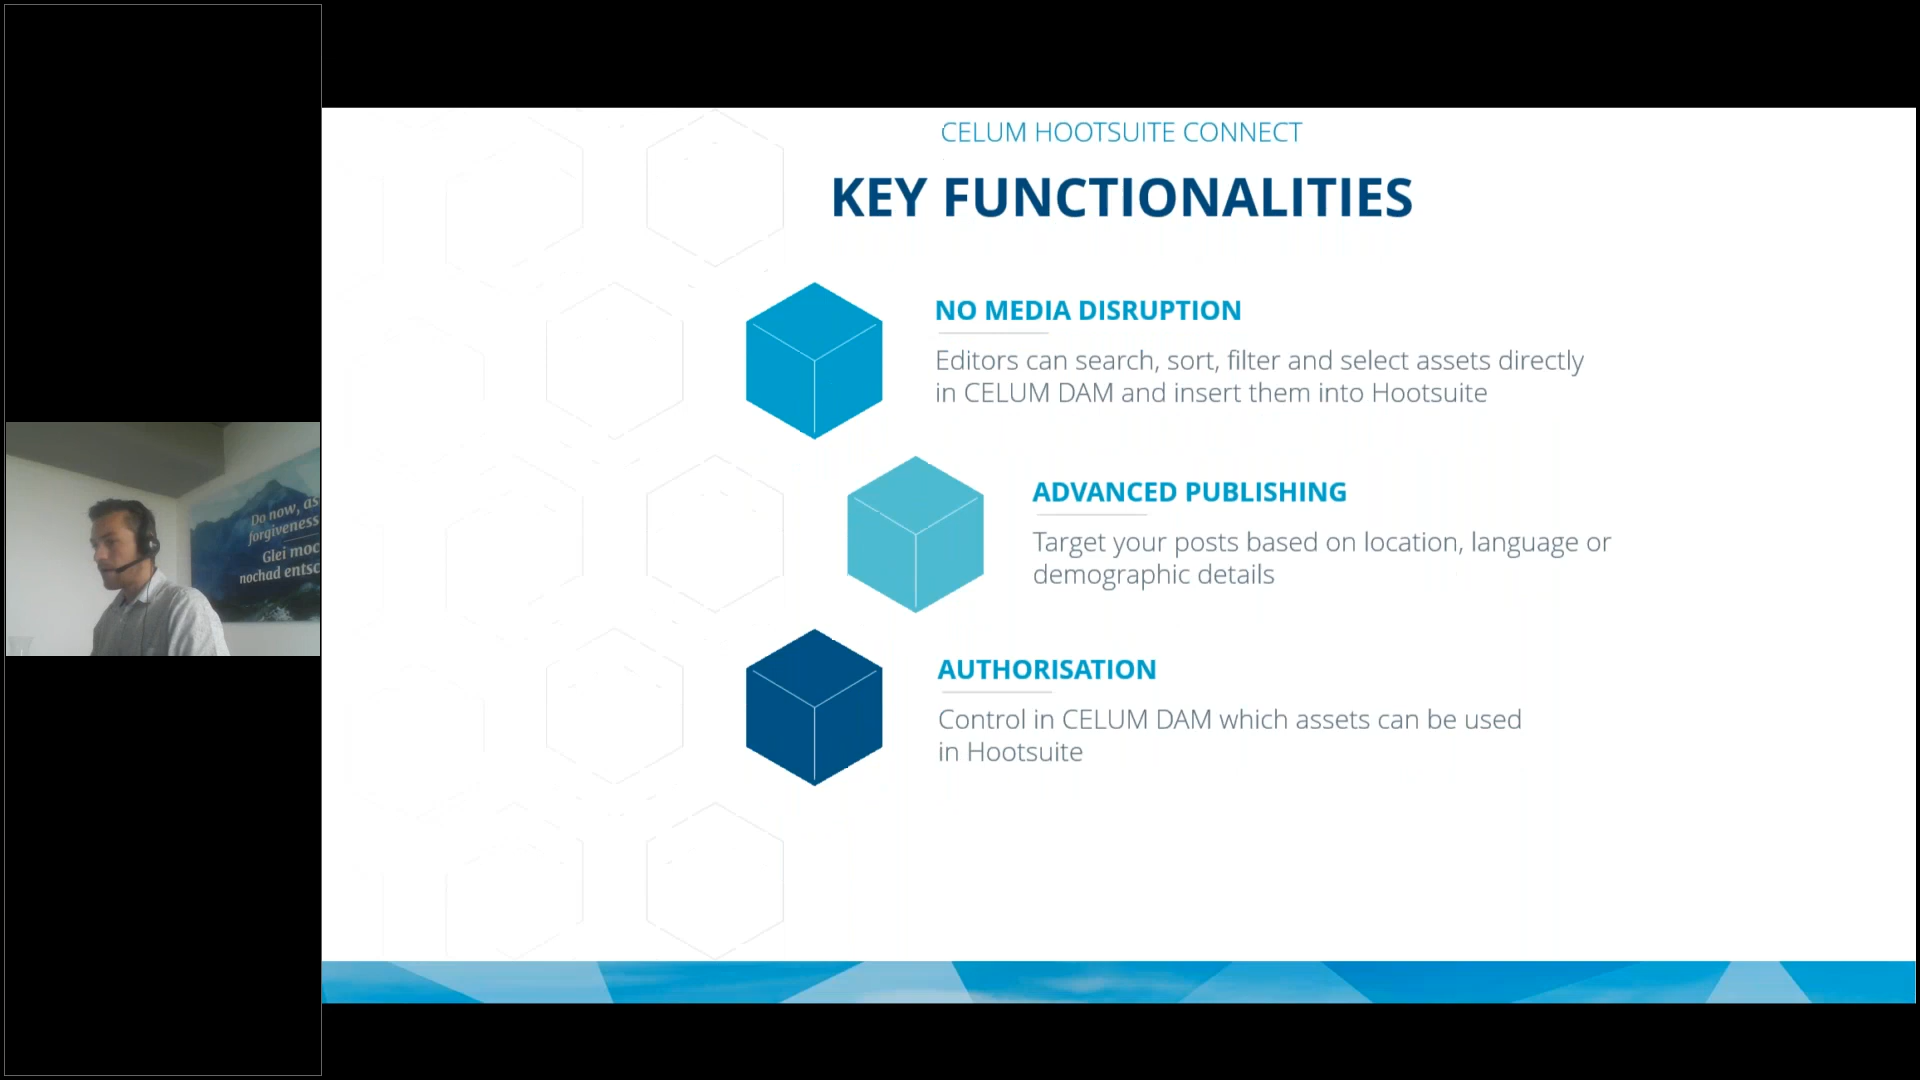 CELUM HOOTSUITE CONNECT
KEY FUNCTIONALITIES
NO MEDIA DISRUPTION
Editors can search, sort, filter and select assets directly
in CELUM DAM and insert them into Hootsuite
ADVANCED PUBLISHING
Target your posts based on location, language or
demographic details
AUTHORISATION
Control in CELUM DAM which assets can be used
in Hootsuite
Do now, as
forgiveness
Glei moc
nochad entsc